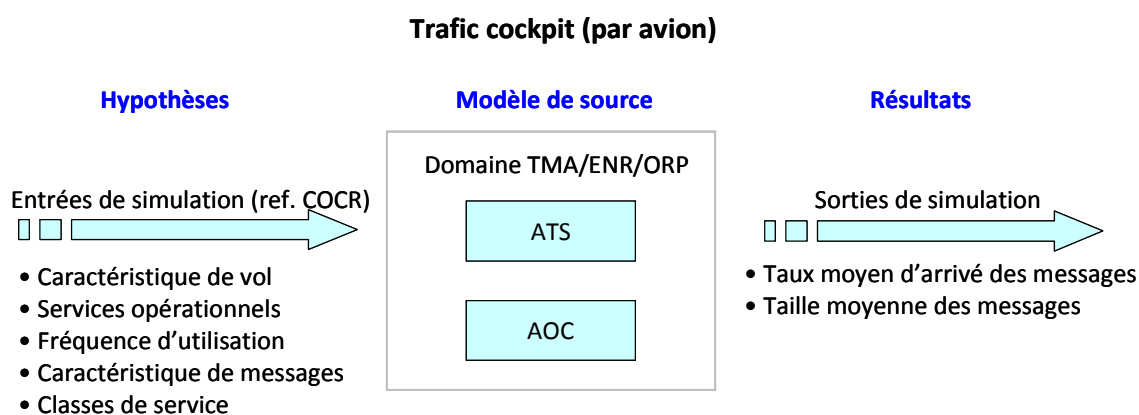 Trafic cockpit (par avion)
Hypothèses
Modèle de source
Résultats
Domaine TMA/ENR/ORP
Entrées de simulation (ref. COCR)
ATS
AOC
Sorties de simulation
• Caractéristique de vol
• Services opérationnels
• Fréquence d’utilisation
• Caractéristique de messages
• Classes de service
• Taux moyen d’arrivé des messages
• Taille moyenne des messages